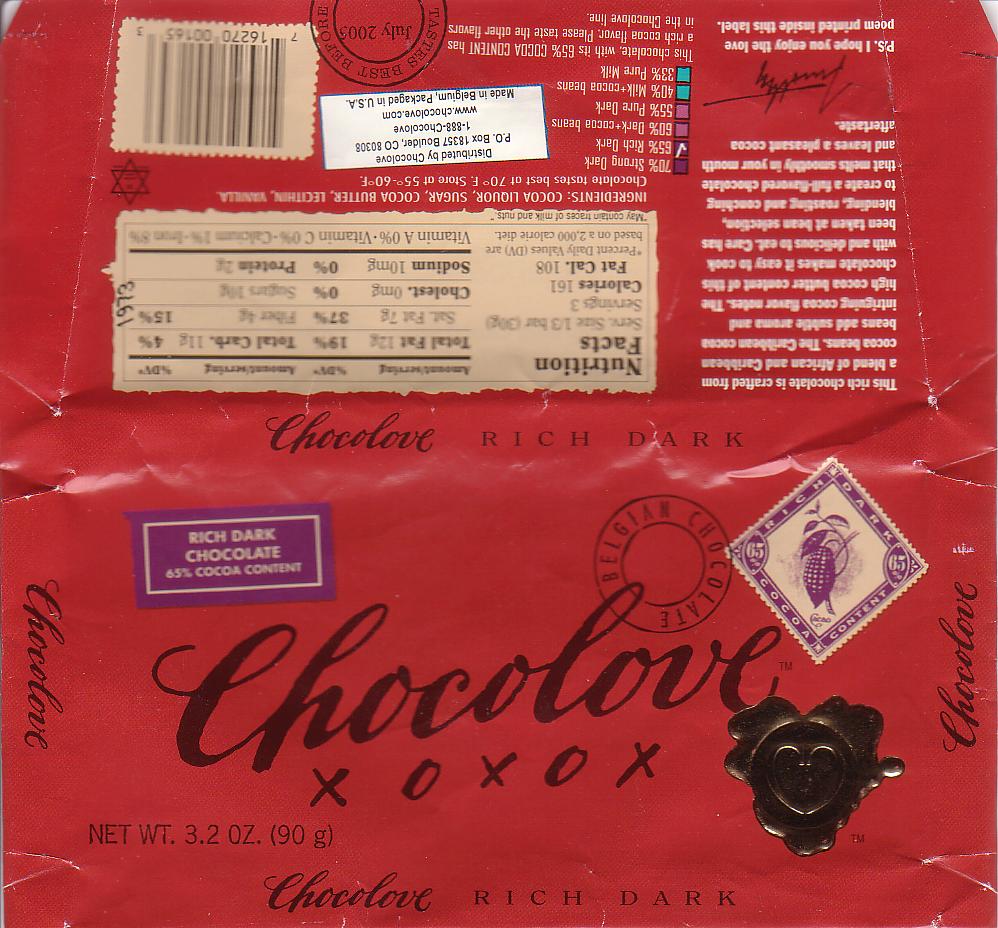 This rich chocolate is crafted from
a blend of African and Caribbean
cocoa beans. The Caribbean cocoa
beans add subtle aroma and
intriguing cocoa flavor notes. The
high cocoa butter content of this
chocolate makes it easy to cook
with and delicious to eat. Care has
been taken at bean selection,
blending, roasting and conching
to create a full-flavored chocolate
that melts smoothly in your mouth
and leaves a pleasant cocoa
aftertaste.
P.S. I hope you enjoy the love
poem printed inside this label.
Nutrition
Facts
Serv. Size 1/3 bar (30g)
Servings 3
Calories 161
Fat Cal. 108
*Percent Daily Values (DV) are
based on a 2,000 calorie diet.
Amount/serving %DV* Amount/serving %DV*
Total Fat 12g 19% Total Carb. 11g 4%
Sat. Fat 7g 37% Fiber 4g 15%
Cholest. 0mg 0% Sugars 10g
Sodium 10mg 0% Protein 2g
Vitamin A 0% • Vitamin C 0% • Calcium 1% • Iron 8%
"May contain traces of milk and nuts."
1973
INGREDIENTS: COCOA LIQUOR, SUGAR, COCOA BUTTER, LECITHIN, VANILLA.
Chocolate tastes best at 70° F. Store at 55°-60°F.
70% Strong Dark
65% Rich Dark
60% Dark+cocoa beans
55% Pure Dark
40% Milk+cocoa beans
33% Pure Milk
This chocolate, with its 65% COCOA CONTENT has
a rich cocoa flavor. Please taste the other flavors
in the Chocolove line.
Distributed by Chocolove
P.O. Box 18357 Boulder, CO 80308
1-888-Chocolove
www.chocolove.com
Made in Belgium, Packaged in U.S.A.
TASTES BEST BEFORE
July 2005
7 16270 00165 3
Chocolove RICH DARK
RICH DARK
CHOCOLATE
65% COCOA CONTENT
BELGIAN CHOCOLATE
RICH DARK
65%
65%
COCOA CONTENT
Cacao
Chocolove™
XOXOX
TM
NET WT. 3.2 OZ. (90 g)
Chocolove
Chocolove
Chocolove RICH DARK